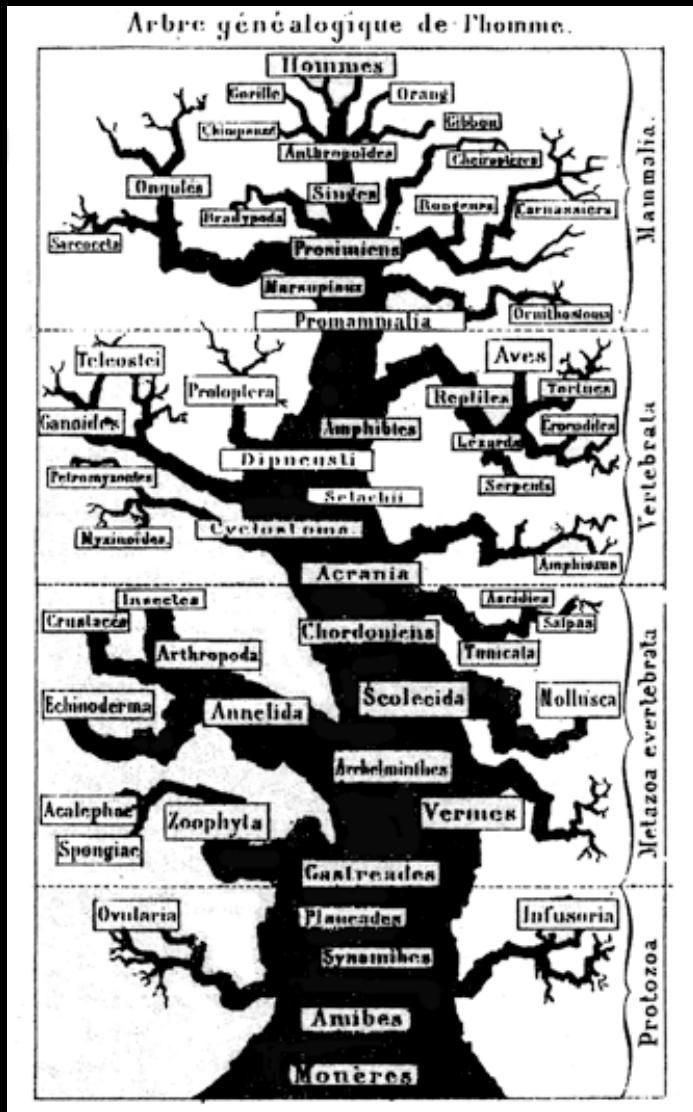 Arbre généalogique de l'homme.
Hommes
Gorille
Orang
Chimpanzé
Gibbon
Anthropoïdes
Cheiroptères
Ongulés
Singes
Bradypoda
Rongeurs
Carnassiers
Sarcoceta
Prosimiens
Marsupiaux
Promammalia
Ornithostoma
Mammalia.
Teleostei
Aves
Protoptera
Reptiles
Tortues
Ganoides
Amphibies
Crocodiles
Lézards
Dipneusti
Serpents
Petromyzontes
Selachii
Cyclostoma
Myxinoides.
Amphioxus
Acrania
Vertebrata
Insectes
Ascidies
Crustacés
Salpas
Chordoniens
Arthropoda
Tunicata
Echinoderma
Scolecida
Mollusca
Annelida
Archelminthes
Acalephae
Zoophyta
Vermes
Spongiae
Gastreades
Metazoa evertebrata
Ovularia
Infusoria
Planeades
Synamibes
Amibes
Monères
Protozoa